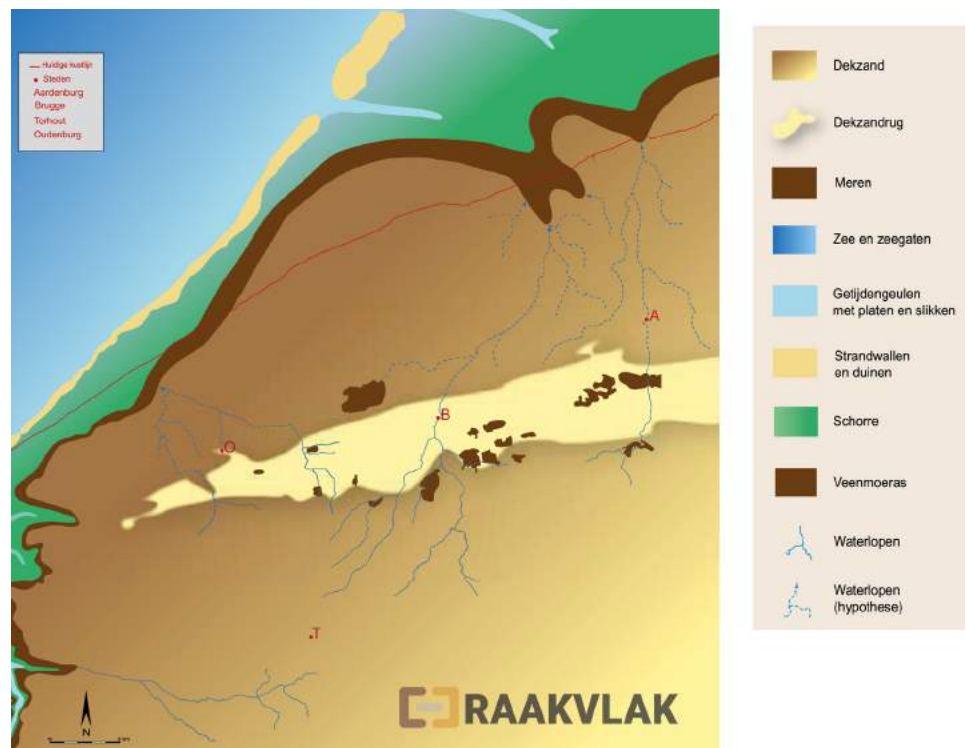 Huidige kustlijn
Steden
Aardenburg
Brugge
Torhout
Oudenburg
A
B
O
T
N
RAAKVLAK
Dekzand
Dekzandrug
Meren
Zee en zeegaten
Getijdengeulen
met platen en slikken
Strandwallen
en duinen
Schorre
Veenmoeras
Waterlopen
Waterlopen
(hypothese)